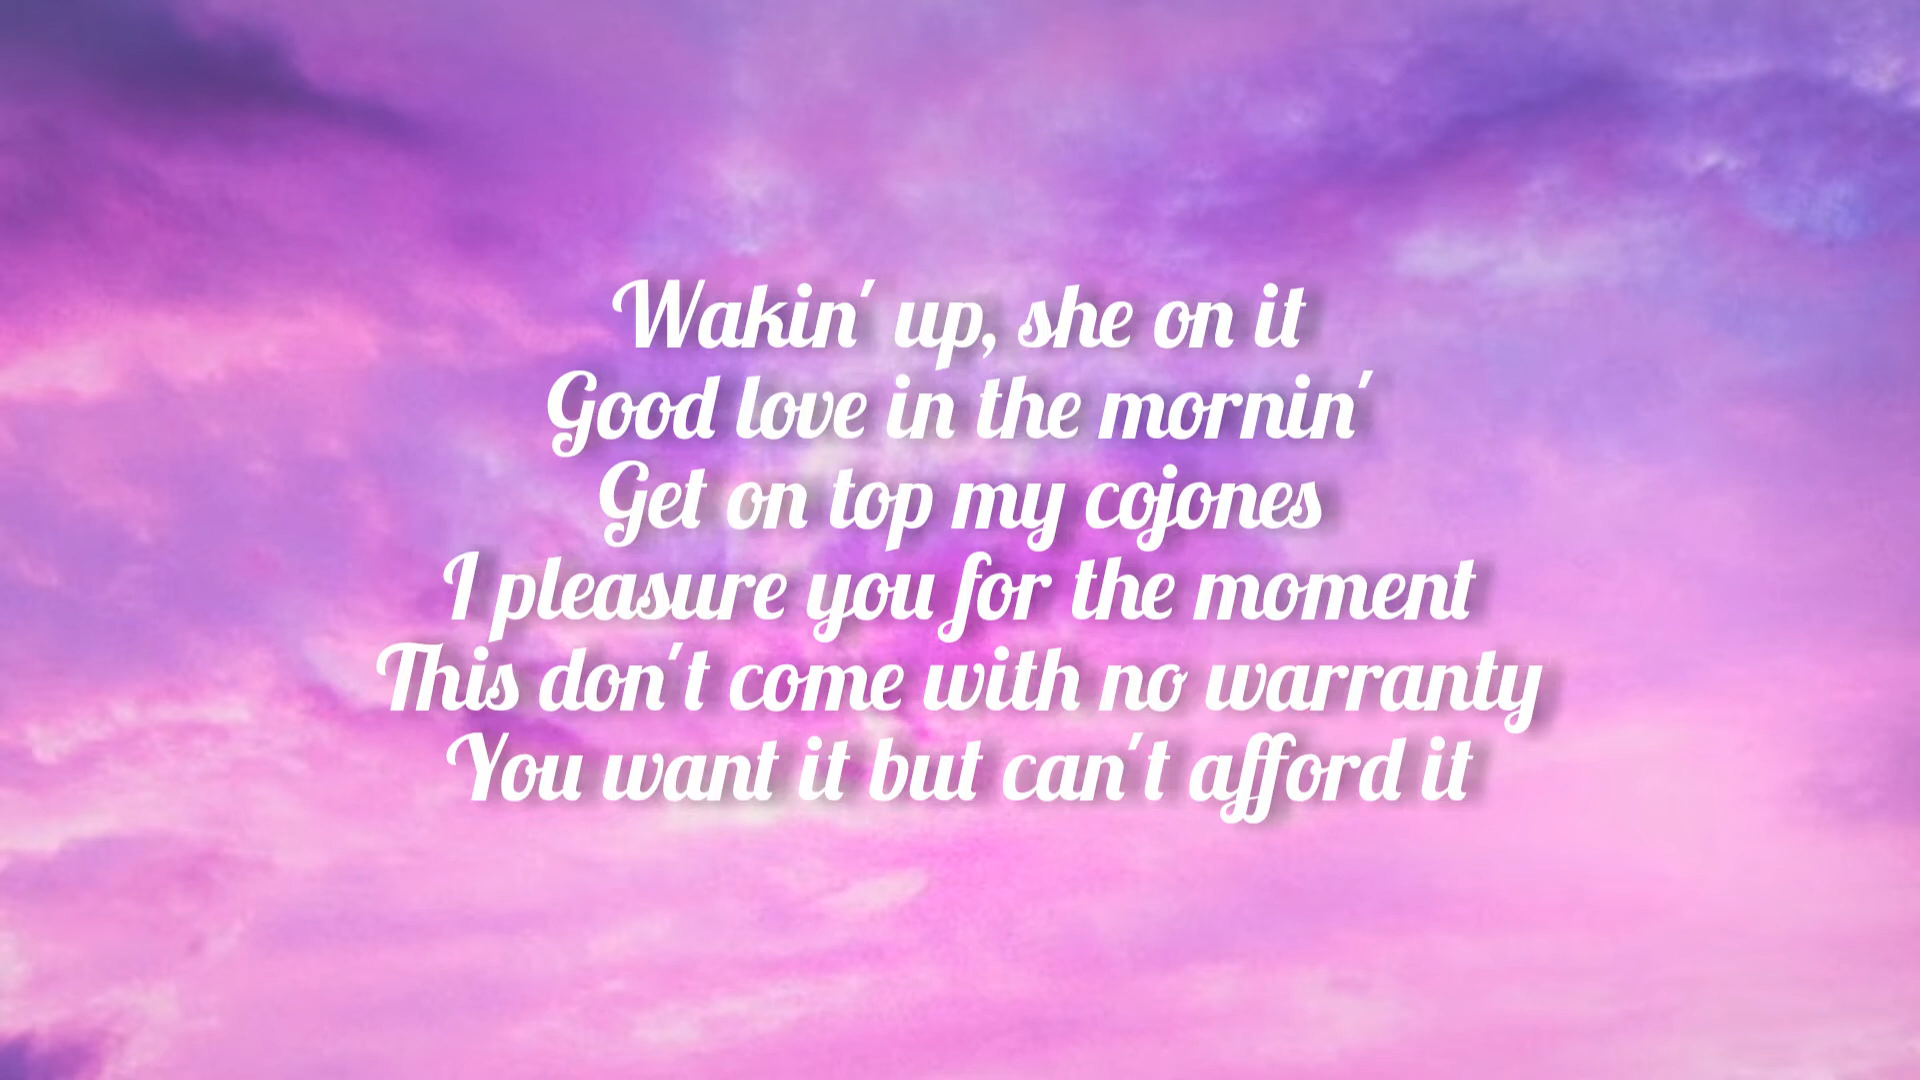 Wakin' up, she on it
Good love in the mornin'
Get on top my cojones
I pleasure you for the moment
This don't come with no warranty
You want it but can't afford it